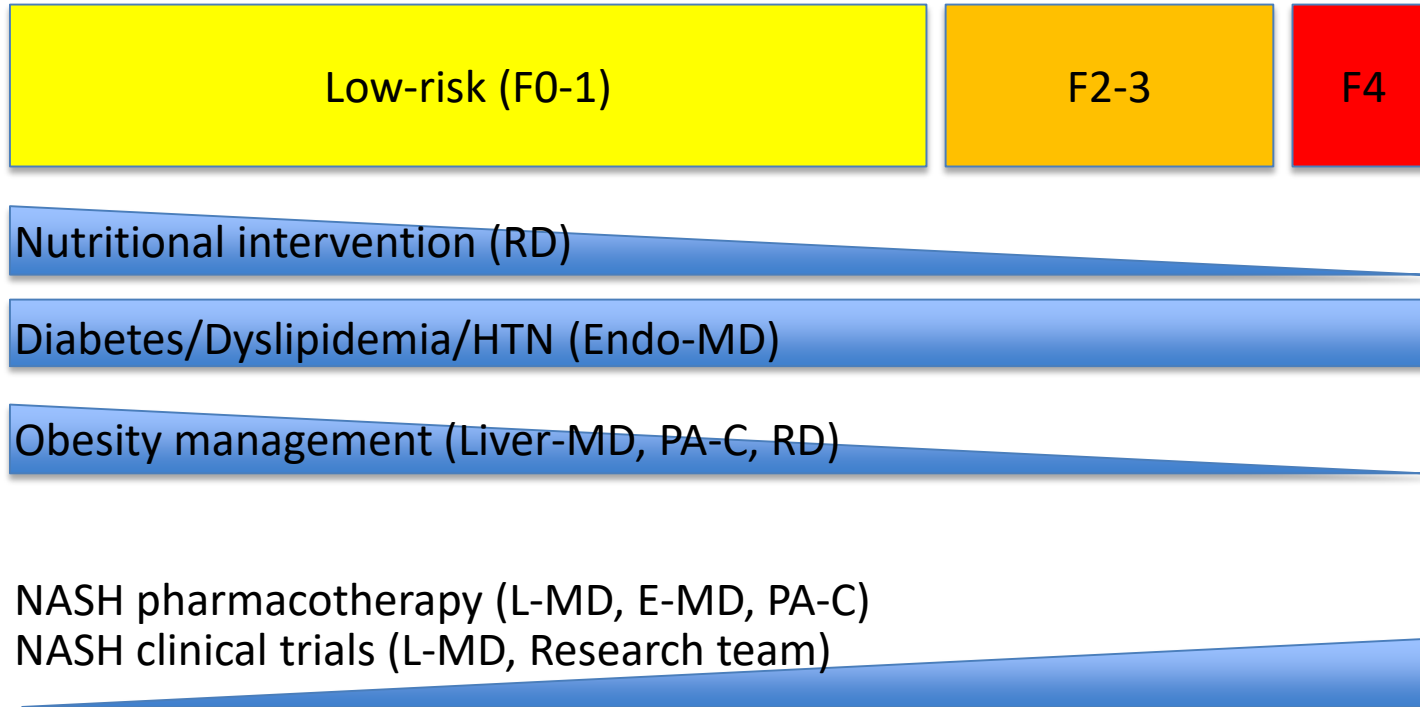 Low-risk (F0-1)
F2-3
F4
Nutritional intervention (RD)
Diabetes/Dyslipidemia/HTN (Endo-MD)
Obesity management (Liver-MD, PA-C, RD)
NASH pharmacotherapy (L-MD, E-MD, PA-C)
NASH clinical trials (L-MD, Research team)